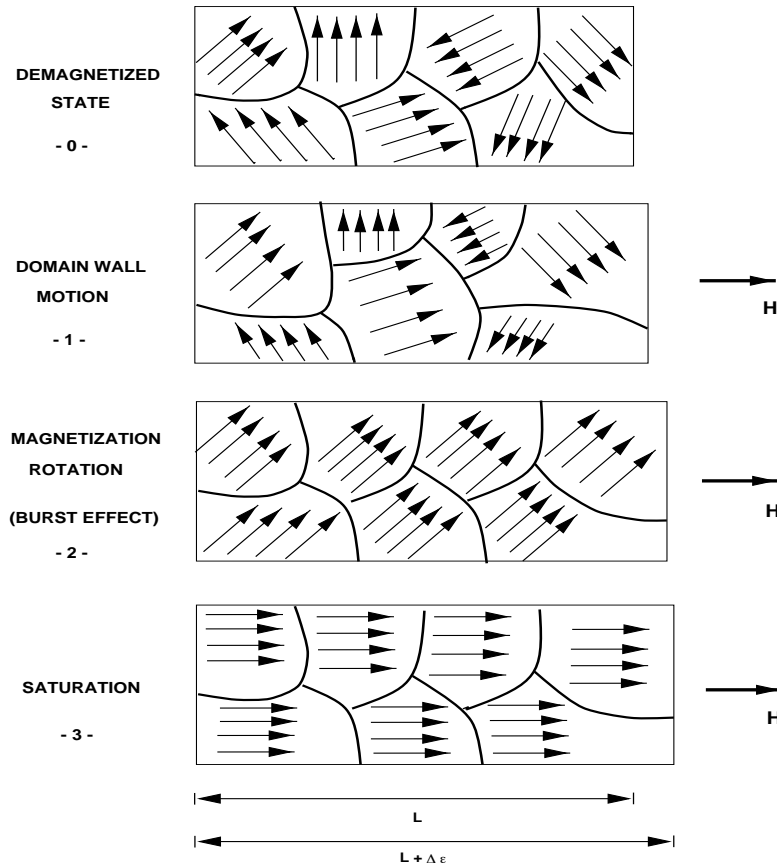 DEMAGNETIZED
STATE
- 0 -
DOMAIN WALL
MOTION
- 1 -
H
MAGNETIZATION
ROTATION
(BURST EFFECT)
- 2 -
H
SATURATION
- 3 -
H
L
L + Δ ε